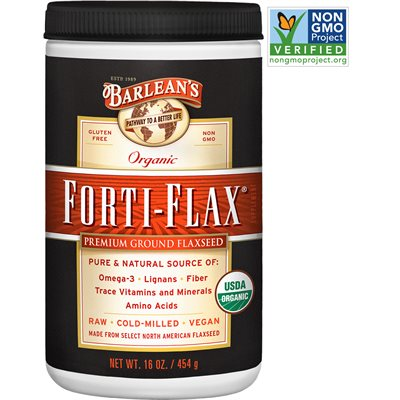 NON
GMO
Project
VERIFIED
nongmoproject.org
ESTD 1989
BARLEAN'S
PATHWAY TO A BETTER LIFE
GLUTEN
FREE
NON
GMO
Organic
FORTI-FLAX®
PREMIUM GROUND FLAXSEED
PURE & NATURAL SOURCE OF:
Omega-3 • Lignans • Fiber
Trace Vitamins and Minerals
Amino Acids
USDA
ORGANIC
RAW • COLD-MILLED • VEGAN
MADE FROM SELECT NORTH AMERICAN FLAXSEED
NET WT. 16 OZ. / 454 g